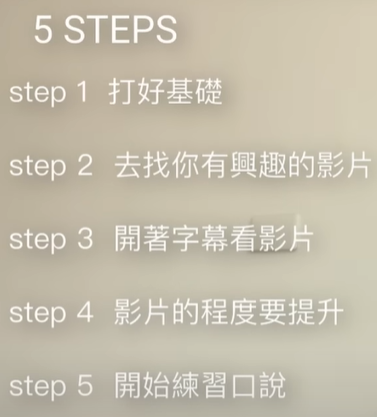 5 STEPS
step 1 打好基礎
step 2 去找你有興趣的影片
step 3 開著字幕看影片
step 4 影片的程度要提升
step 5 開始練習口說